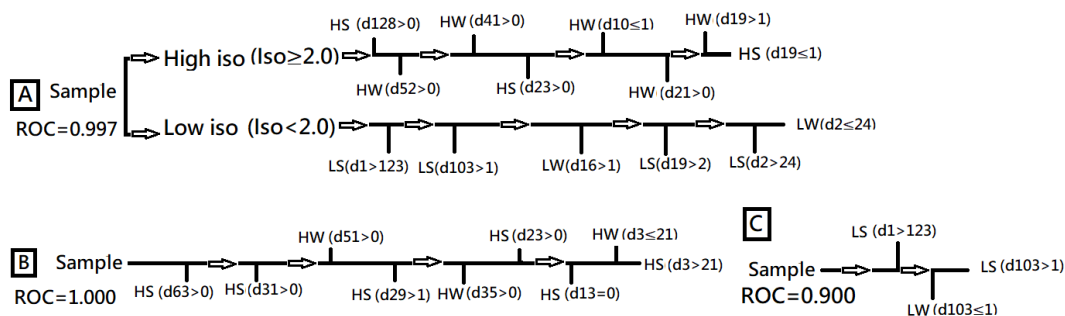 HS (d128>0) HW (d41>0) HW (d10≤1) HW (d19>1)
High iso (Iso≥2.0) HS (d19≤1)
A Sample
HW (d52>0) HS (d23>0) HW (d21>0)
ROC=0.997
Low iso (Iso<2.0) LW(d2≤24)
LS(d1>123) LS(d103>1) LW(d16>1) LS(d19>2) LS(d2>24)
HW (d51>0) HS (d23>0) HW (d3≤21)
B Sample HS (d3>21)
ROC=1.000 HS (d63>0) HS (d31>0) HS (d29>1) HW (d35>0) HS (d13=0)
C
LS (d1>123)
Sample LS (d103>1)
ROC=0.900
LW (d103≤1)